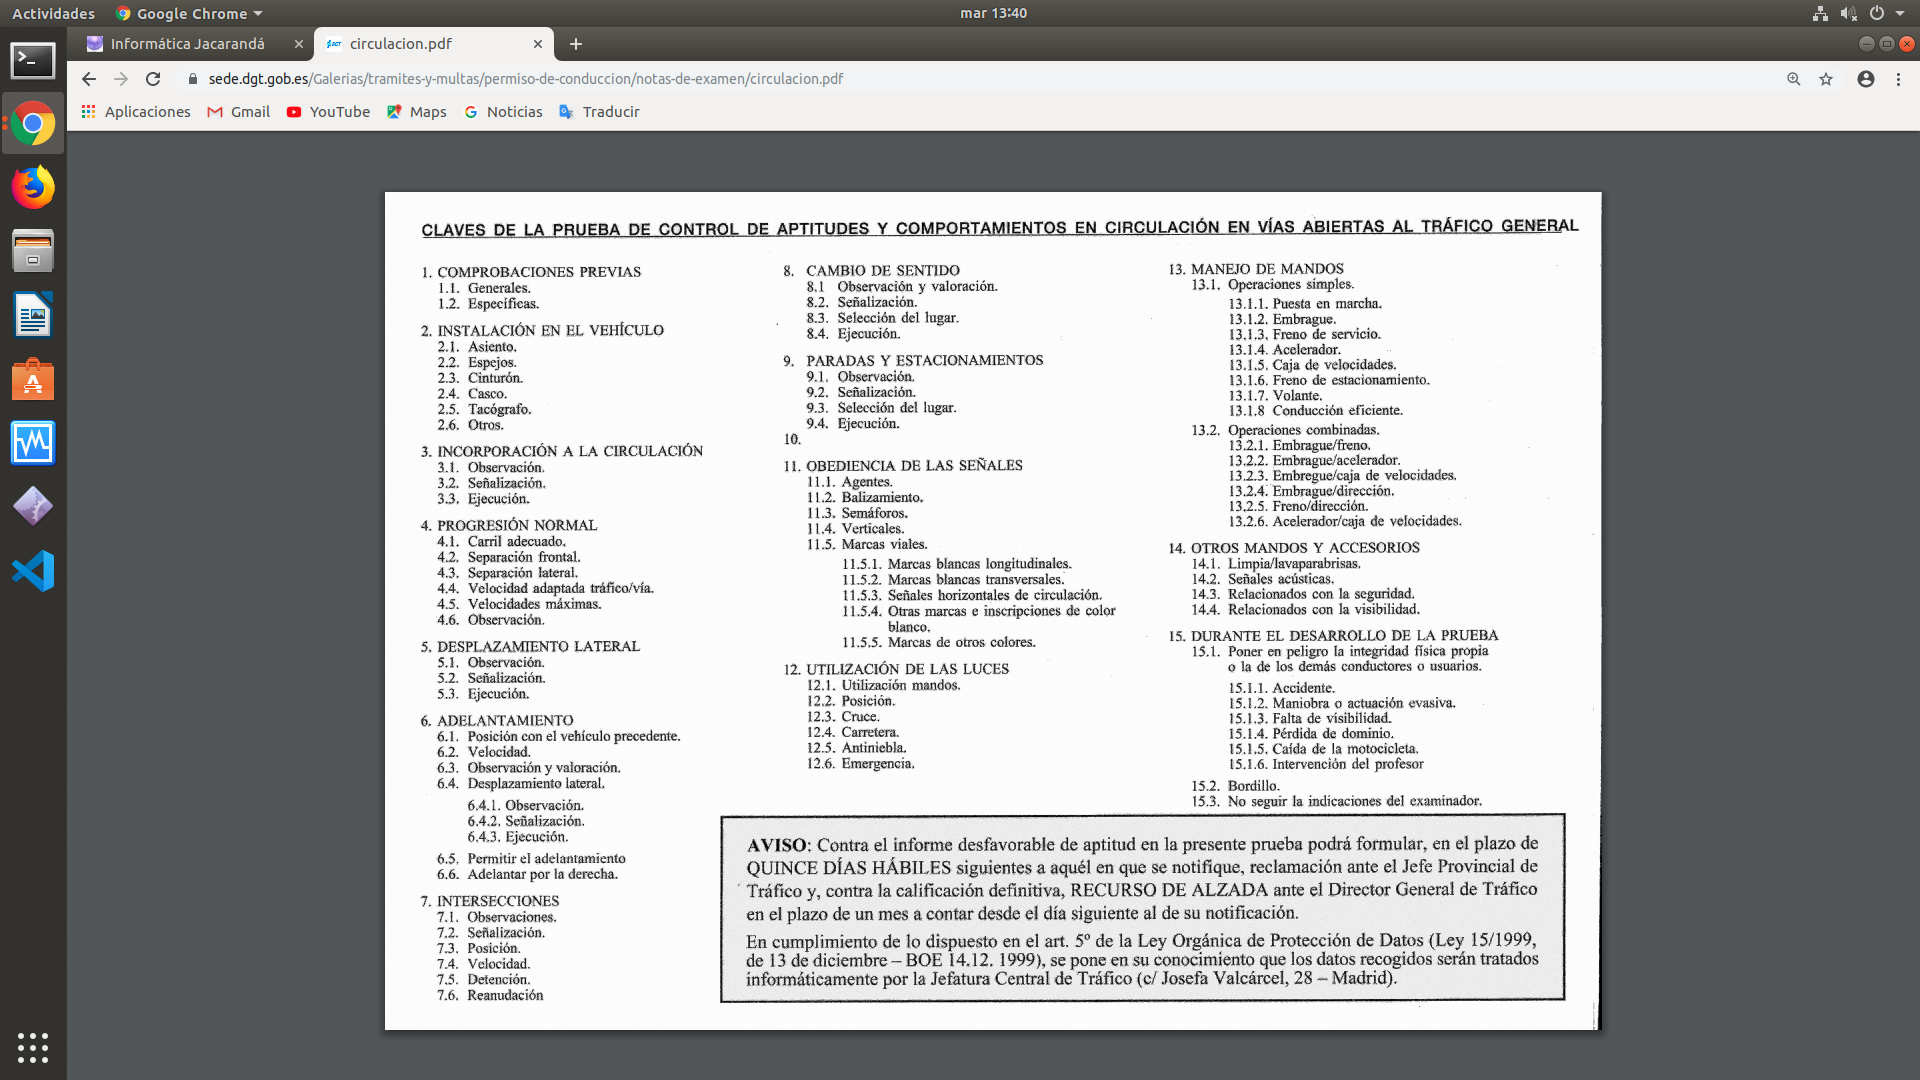 Actividades
Google Chrome
mar 13:40
Informática Jacarandá
circulacion.pdf
sede.dgt.gob.es/Galerias/tramites-y-multas/permiso-de-conduccion/notas-de-examen/circulacion.pdf
Aplicaciones
Gmail
YouTube
Maps
Noticias
Traducir
CLAVES DE LA PRUEBA DE CONTROL DE APTITUDES Y COMPORTAMIENTOS EN CIRCULACIÓN EN VÍAS ABIERTAS AL TRÁFICO GENERAL
1. COMPROBACIONES PREVIAS
1.1. Generales.
1.2. Específicas.
2. INSTALACIÓN EN EL VEHÍCULO
2.1. Asiento.
2.2. Espejos.
2.3. Cinturón.
2.4. Casco.
2.5. Tacógrafo.
2.6. Otros.
3. INCORPORACIÓN A LA CIRCULACIÓN
3.1. Observación.
3.2. Señalización.
3.3. Ejecución.
4. PROGRESIÓN NORMAL
4.1. Carril adecuado.
4.2. Separación frontal.
4.3. Separación lateral.
4.4. Velocidad adaptada tráfico/vía.
4.5. Velocidades máximas.
4.6. Observación.
5. DESPLAZAMIENTO LATERAL
5.1. Observación.
5.2. Señalización.
5.3. Ejecución.
6. ADELANTAMIENTO
6.1. Posición con el vehículo precedente.
6.2. Velocidad.
6.3. Observación y valoración.
6.4. Desplazamiento lateral.
6.4.1. Observación.
6.4.2. Señalización.
6.4.3. Ejecución.
6.5. Permitir el adelantamiento
6.6. Adelantar por la derecha.
7. INTERSECCIONES
7.1. Observaciones.
7.2. Señalización.
7.3. Posición.
7.4. Velocidad.
7.5. Detención.
7.6. Reanudación
8. CAMBIO DE SENTIDO
8.1 Observación y valoración.
8.2. Señalización.
8.3. Selección del lugar.
8.4. Ejecución.
9. PARADAS Y ESTACIONAMIENTOS
9.1. Observación.
9.2. Señalización.
9.3. Selección del lugar.
9.4. Ejecución.
10.
11. OBEDIENCIA DE LAS SEÑALES
11.1. Agentes.
11.2. Balizamiento.
11.3. Semáforos.
11.4. Verticales.
11.5. Marcas viales.
11.5.1. Marcas blancas longitudinales.
11.5.2. Marcas blancas transversales.
11.5.3. Señales horizontales de circulación.
11.5.4. Otras marcas e inscripciones de color
blanco.
11.5.5. Marcas de otros colores.
12. UTILIZACIÓN DE LAS LUCES
12.1. Utilización mandos.
12.2. Posición.
12.3. Cruce.
12.4. Carretera.
12.5. Antiniebla.
12.6. Emergencia.
13. MANEJO DE MANDOS
13.1. Operaciones simples.
13.1.1. Puesta en marcha.
13.1.2. Embrague.
13.1.3. Freno de servicio.
13.1.4. Acelerador.
13.1.5. Caja de velocidades.
13.1.6. Freno de estacionamiento.
13.1.7. Volante.
13.1.8 Conducción eficiente.
13.2. Operaciones combinadas.
13.2.1. Embrague/freno.
13.2.2. Embrague/acelerador.
13.2.3. Embregue/caja de velocidades.
13.2.4. Embrague/dirección.
13.2.5. Freno/dirección.
13.2.6. Acelerador/caja de velocidades.
14. OTROS MANDOS Y ACCESORIOS
14.1. Limpia/lavaparabrisas.
14.2. Señales acústicas.
14.3. Relacionados con la seguridad.
14.4. Relacionados con la visibilidad.
15. DURANTE EL DESARROLLO DE LA PRUEBA
15.1. Poner en peligro la integridad física propia
o la de los demás conductores o usuarios.
15.1.1. Accidente.
15.1.2. Maniobra o actuación evasiva.
15.1.3. Falta de visibilidad.
15.1.4. Pérdida de dominio.
15.1.5. Caída de la motocicleta.
15.1.6. Intervención del profesor
15.2. Bordillo.
15.3. No seguir la indicaciones del examinador.
AVISO: Contra el informe desfavorable de aptitud en la presente prueba podrá formular, en el plazo de
QUINCE DÍAS HÁBILES siguientes a aquél en que se notifique, reclamación ante el Jefe Provincial de
Tráfico y, contra la calificación definitiva, RECURSO DE ALZADA ante el Director General de Tráfico
en el plazo de un mes a contar desde el día siguiente al de su notificación.
En cumplimiento de lo dispuesto en el art. 5º de la Ley Orgánica de Protección de Datos (Ley 15/1999,
de 13 de diciembre – BOE 14.12. 1999), se pone en su conocimiento que los datos recogidos serán tratados
informáticamente por la Jefatura Central de Tráfico (c/ Josefa Valcárcel, 28 – Madrid).